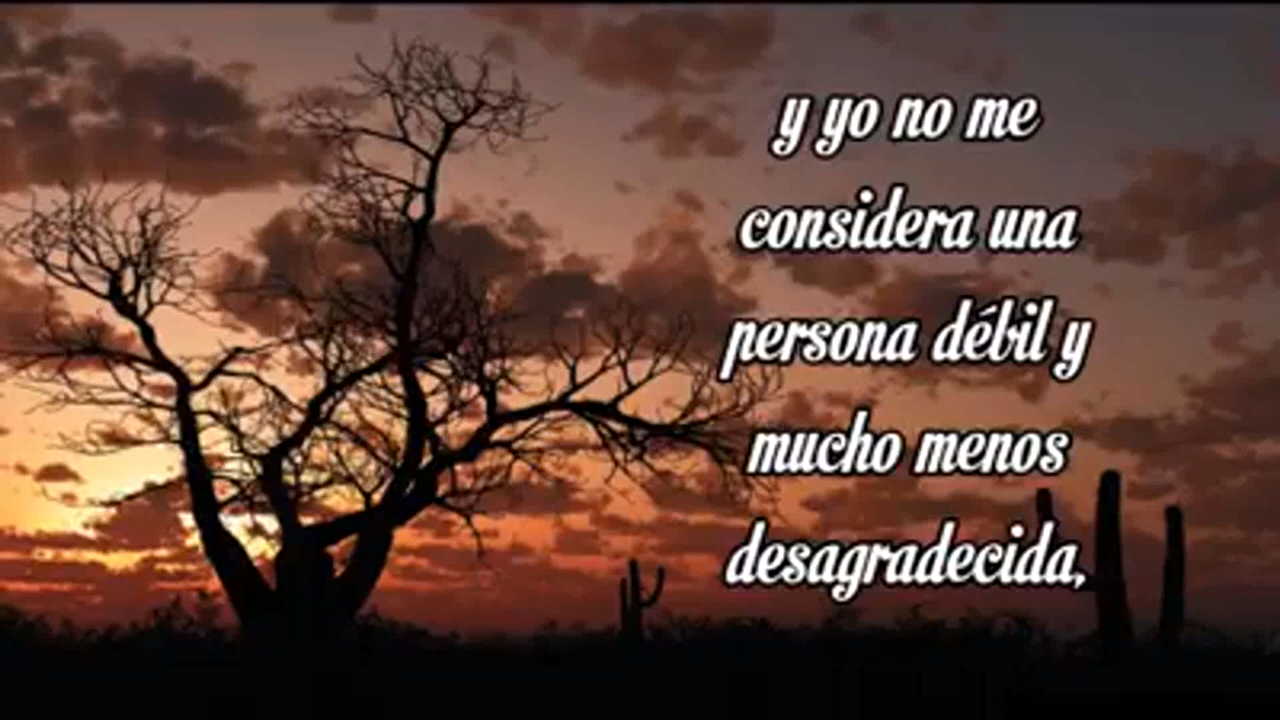 y yo no me
considera una
persona débil y
mucho menos
desagradecida,